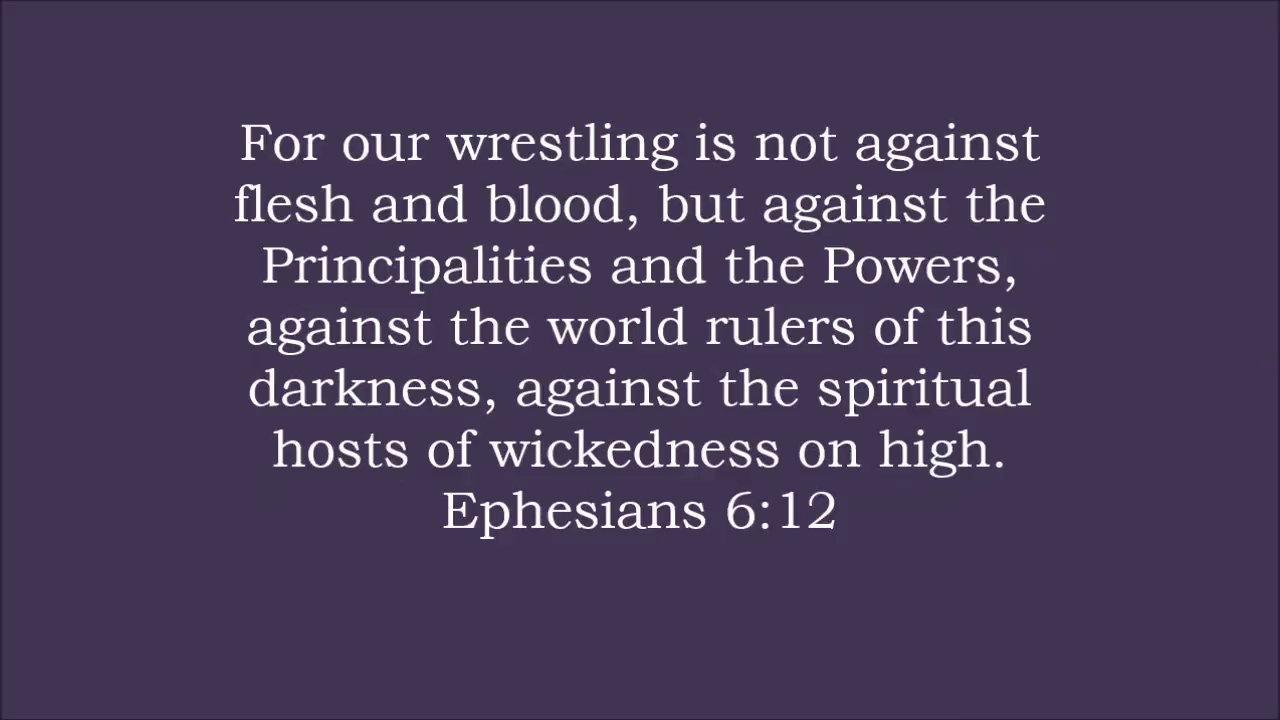 For our wrestling is not against
flesh and blood, but against the
Principalities and the Powers,
against the world rulers of this
darkness, against the spiritual
hosts of wickedness on high.
Ephesians 6:12